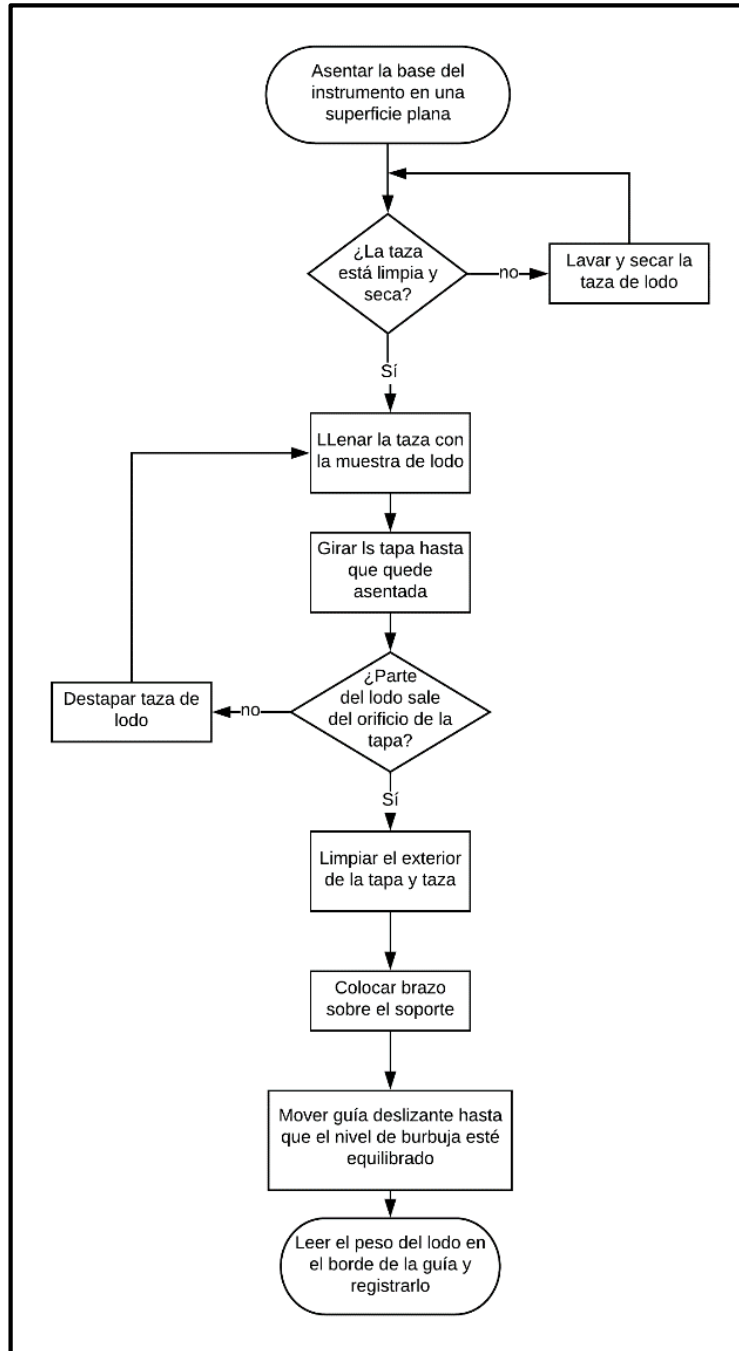 Asentar la base del
instrumento en una
superficie plana
¿La taza
está limpia y
seca?
no
Lavar y secar la
taza de lodo
Sí
LLenar la taza con
la muestra de lodo
Girar ls tapa hasta
que quede
asentada
¿Parte
del lodo sale
del orificio de la
tapa?
no
Destapar taza de
lodo
Sí
Limpiar el exterior
de la tapa y taza
Colocar brazo
sobre el soporte
Mover guía deslizante hasta
que el nivel de burbuja esté
equilibrado
Leer el peso del lodo en
el borde de la guía y
registrarlo